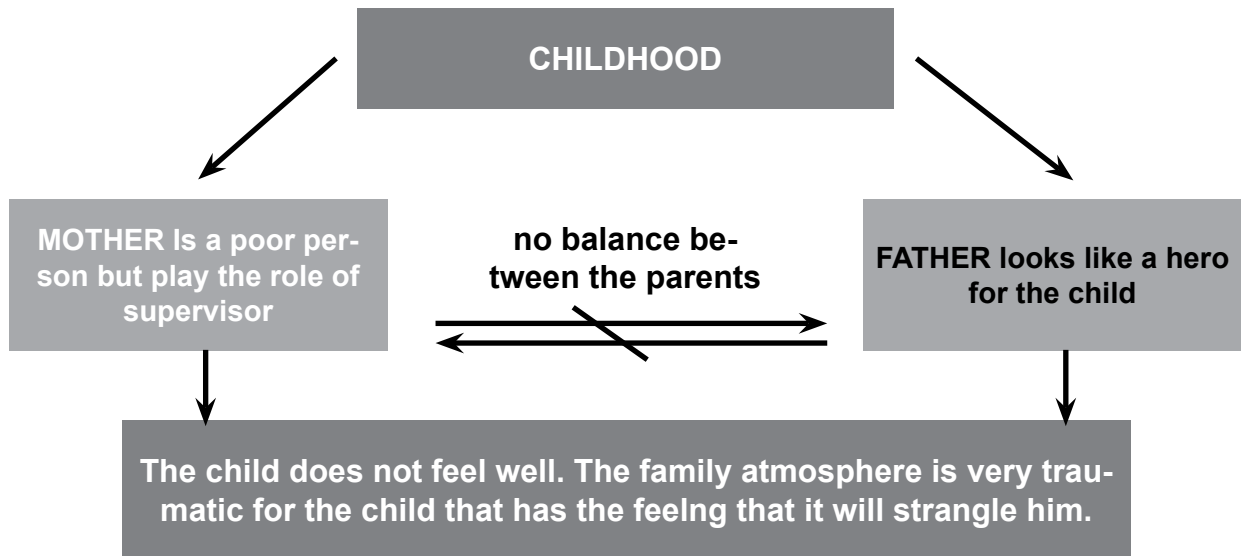 CHILDHOOD
MOTHER Is a poor per-
son but play the role of
supervisor
no balance be-
tween the parents
FATHER looks like a hero
for the child
The child does not feel well. The family atmosphere is very trau-
matic for the child that has the feelng that it will strangle him.